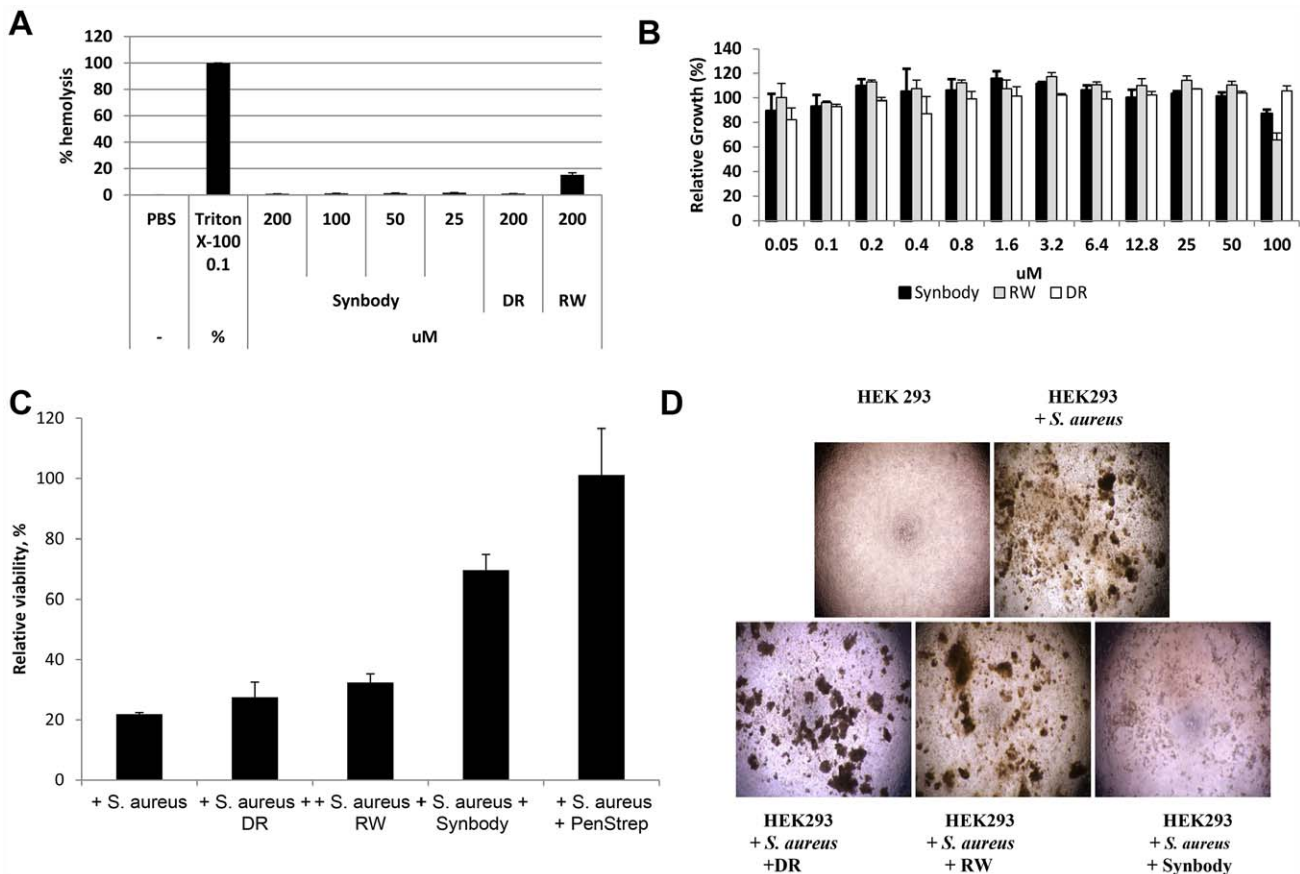 A
120
100
80
60
40
20
0
% hemolysis
PBS Triton X-100 0.1 200 100 50 25 200 200
Synbody DR RW
- % uM
B
140
120
100
80
60
40
20
0
Relative Growth (%)
0.05 0.1 0.2 0.4 0.8 1.6 3.2 6.4 12.8 25 50 100
uM
Synbody RW DR
C
120
100
80
60
40
20
0
Relative viability, %
+ S. aureus + S. aureus + + S. aureus + + S. aureus + + S. aureus
DR RW Synbody + PenStrep
D
HEK 293
HEK293
+ S. aureus
HEK293
+ S. aureus
+DR
HEK293
+ S. aureus
+ RW
HEK293
+ S. aureus
+ Synbody